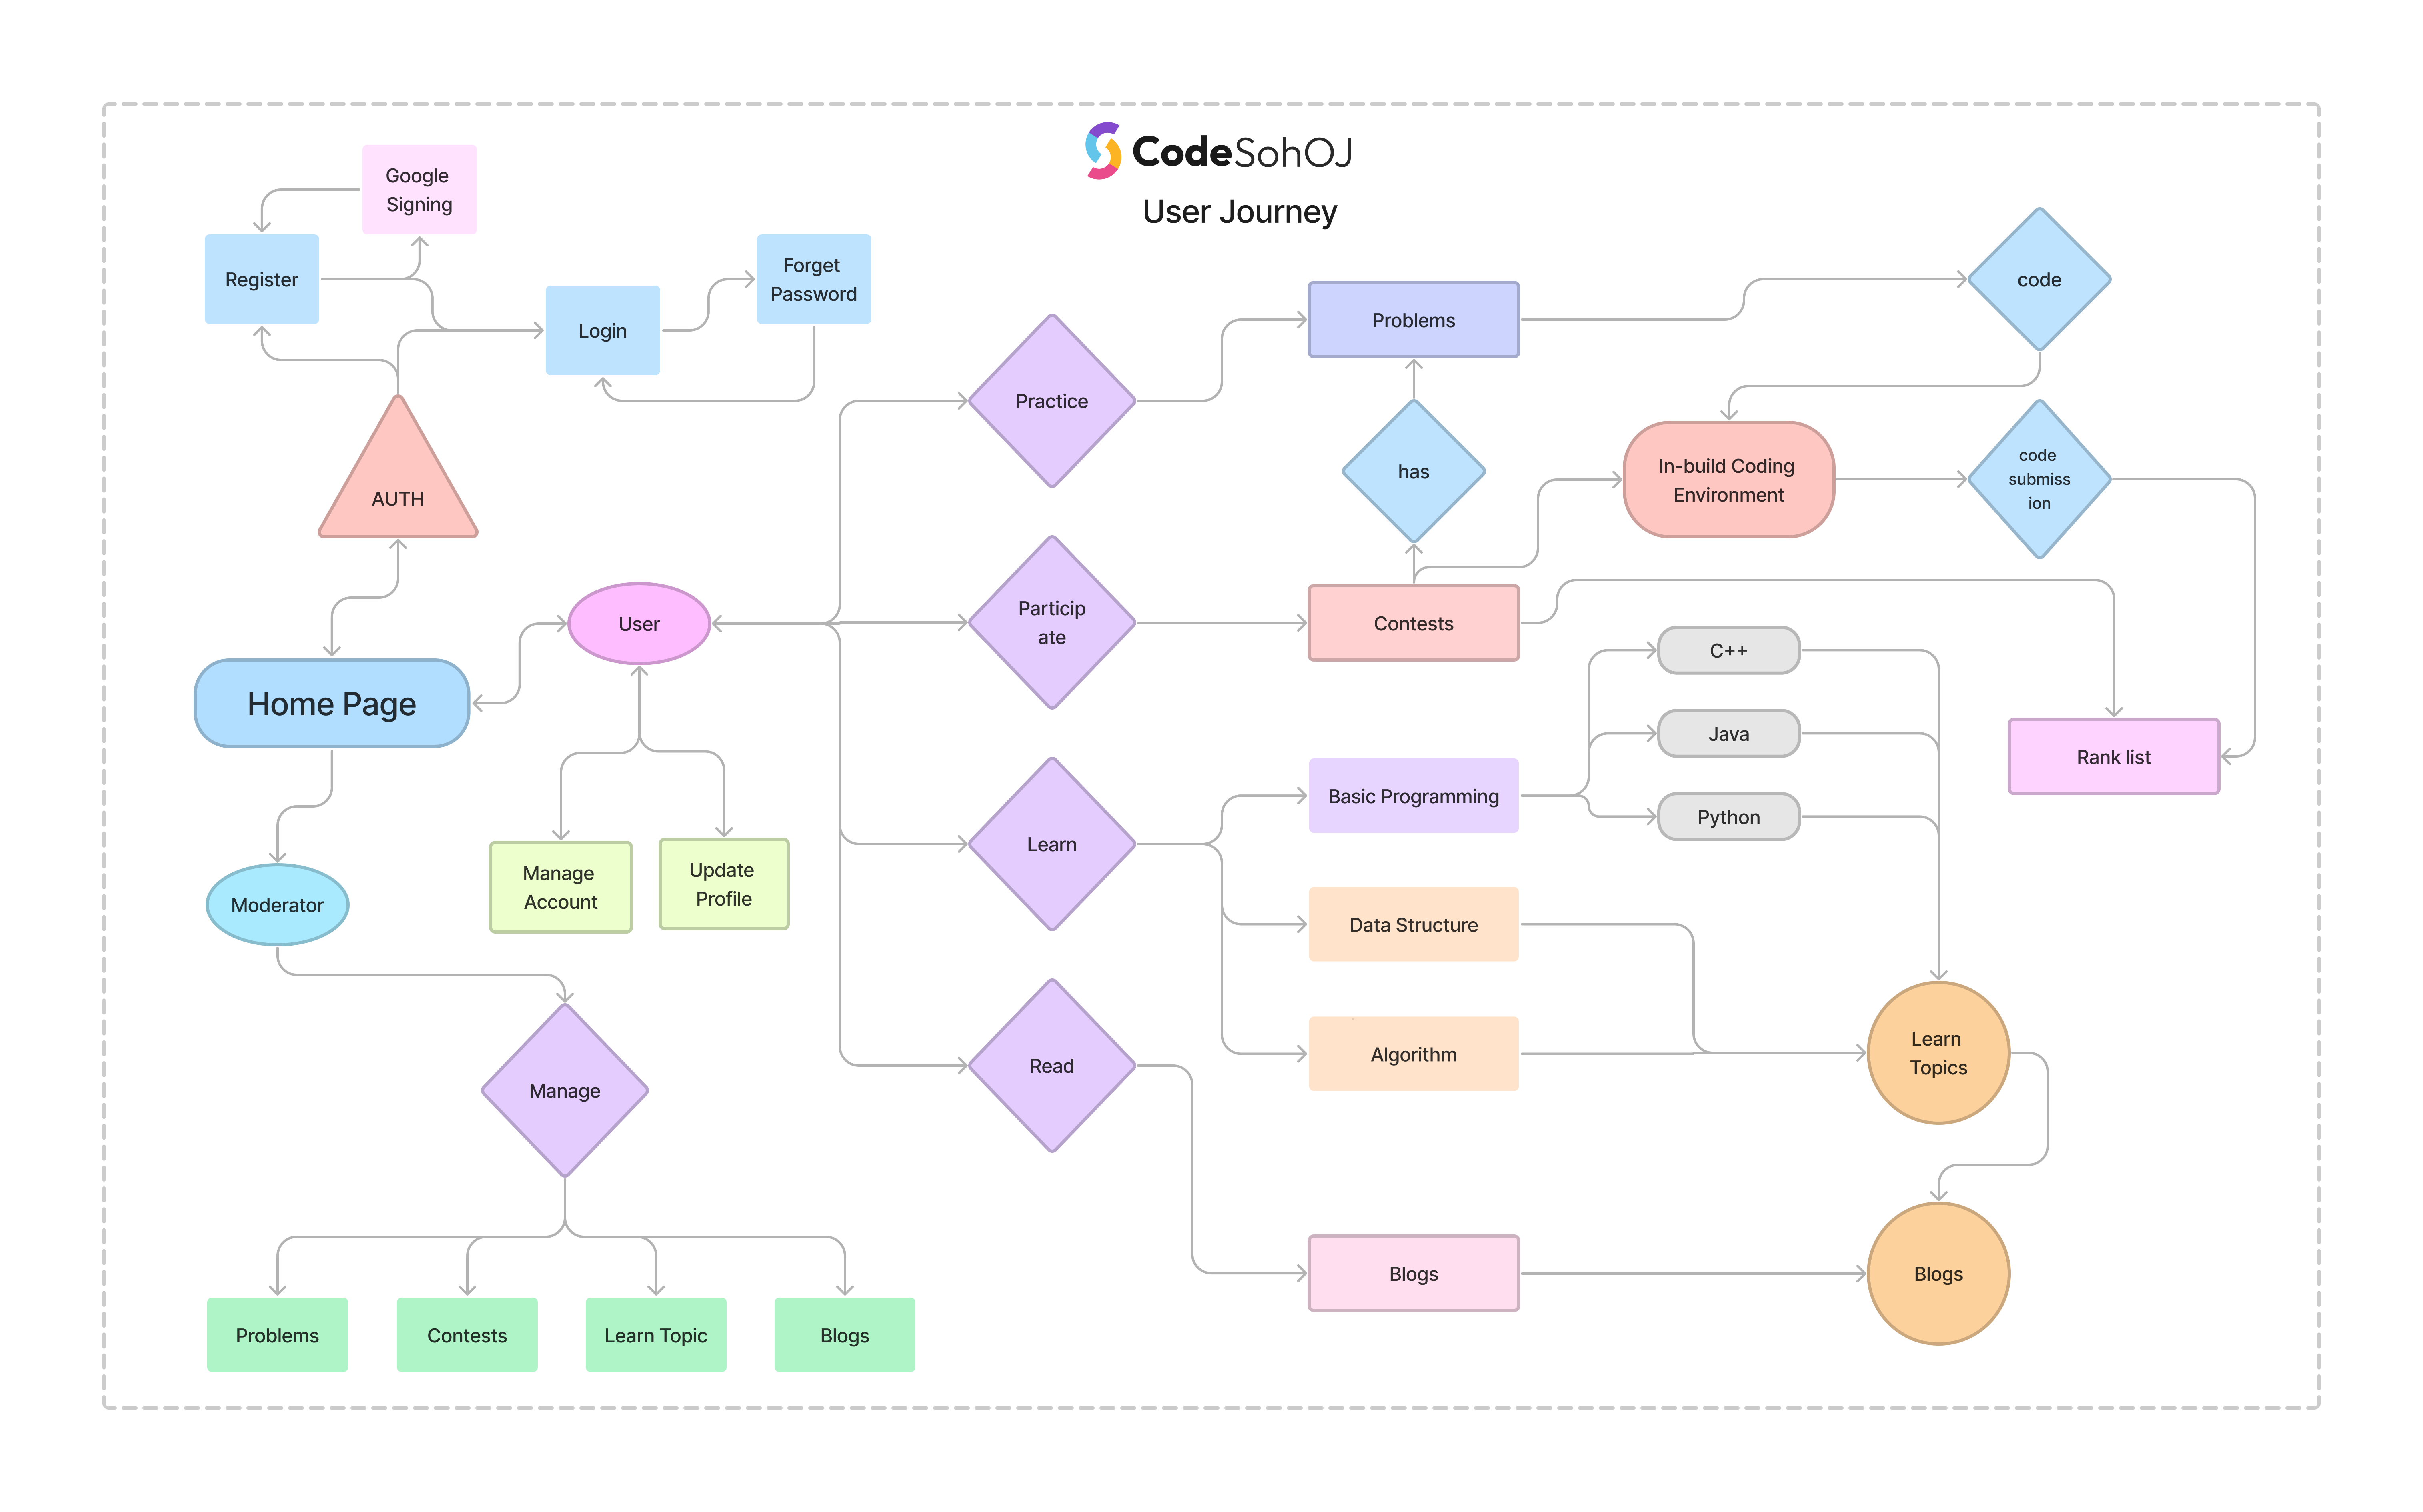 CodeSohOJ
User Journey
Google
Signing
Register
Login
Forget
Password
AUTH
Home Page
User
Manage
Account
Update
Profile
Moderator
Manage
Problems
Contests
Learn Topic
Blogs
Practice
Particip
ate
Learn
Read
Problems
has
Contests
code
In-build Coding
Environment
code
submiss
ion
Rank list
Basic Programming
C++
Java
Python
Data Structure
Algorithm
Learn
Topics
Blogs
Blogs